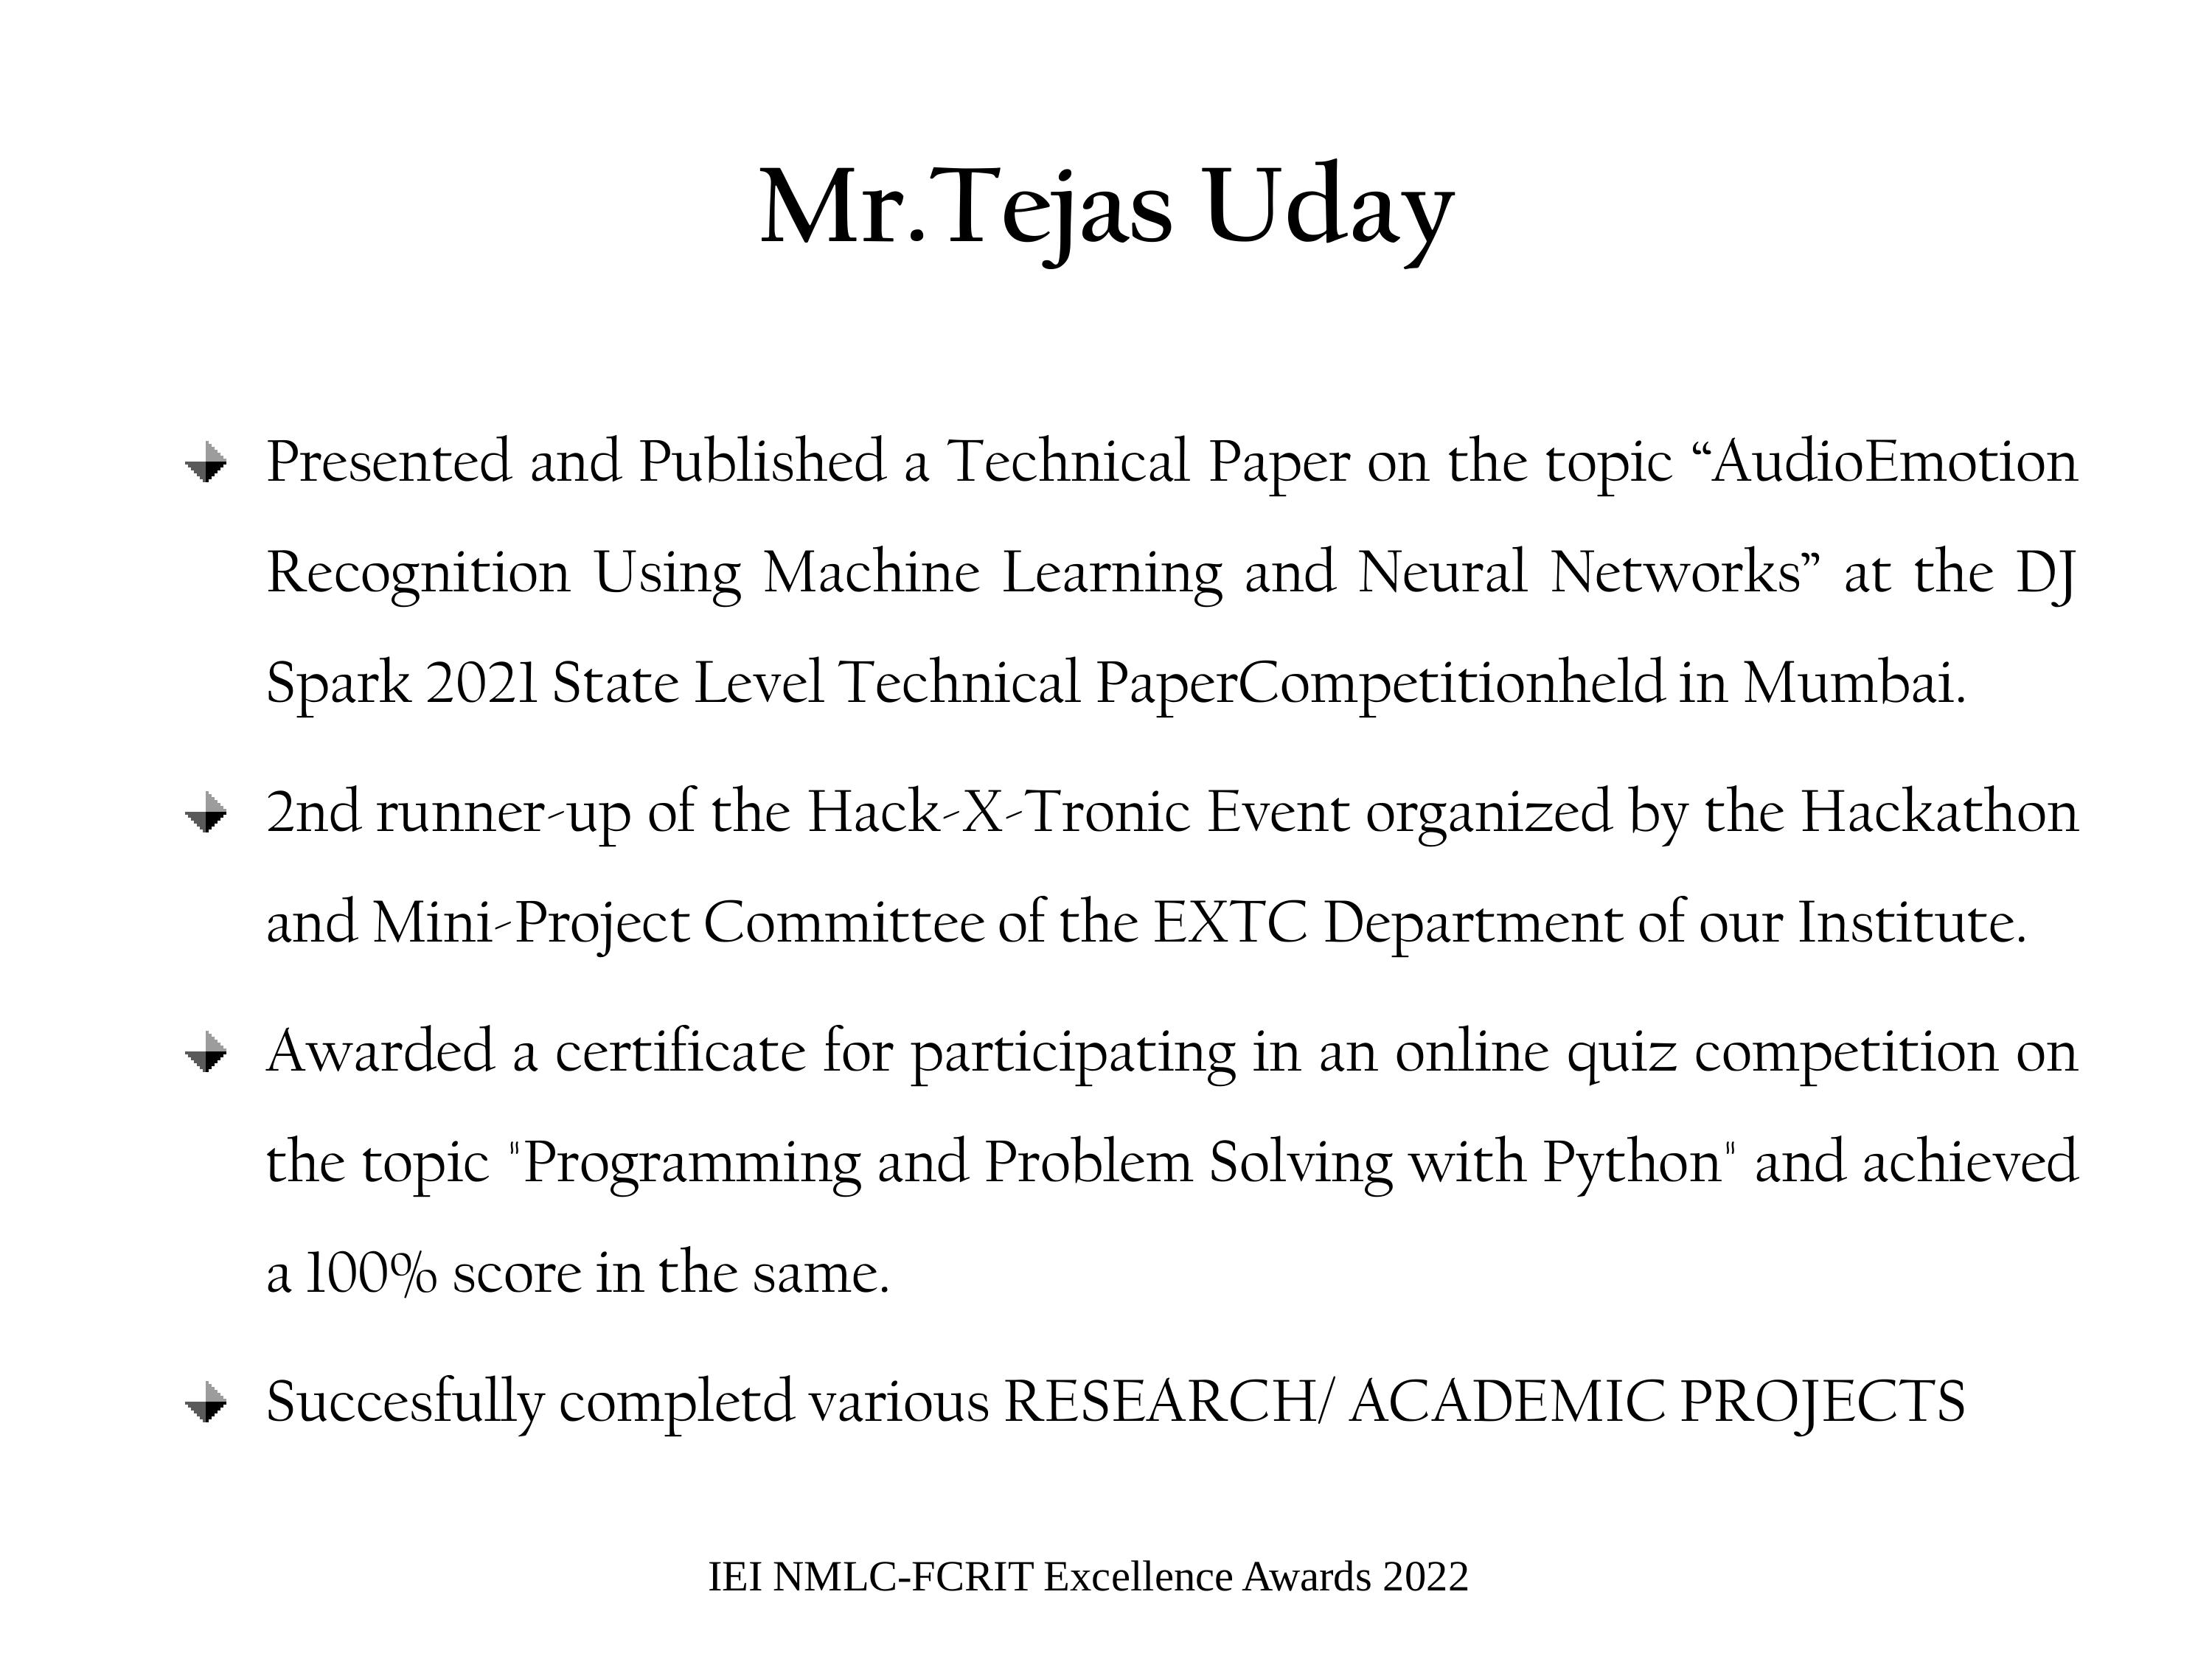 Mr.Tejas Uday
Presented and Published a Technical Paper on the topic “AudioEmotion
Recognition Using Machine Learning and Neural Networks” at the DJ
Spark 2021 State Level Technical PaperCompetitionheld in Mumbai.
2nd runner-up of the Hack-X-Tronic Event organized by the Hackathon
and Mini-Project Committee of the EXTC Department of our Institute.
Awarded a certificate for participating in an online quiz competition on
the topic "Programming and Problem Solving with Python" and achieved
a 100% score in the same.
Succesfully completd various RESEARCH/ ACADEMIC PROJECTS
IEI NMLC-FCRIT Excellence Awards 2022